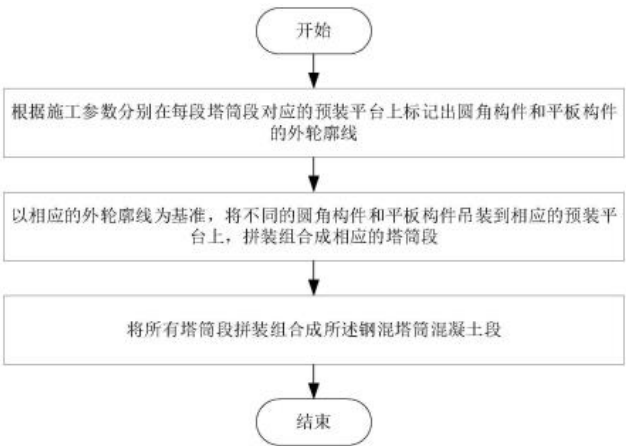 开始
根据施工参数分别在每段塔筒段对应的预装平台上标记出圆角构件和平板构件
的外轮廓线
以相应的外轮廓线为基准，将不同的圆角构件和平板构件吊装到相应的预装平
台上，拼装组合成相应的塔筒段
将所有塔筒段拼装组合成所述钢混塔筒混凝土段
结束